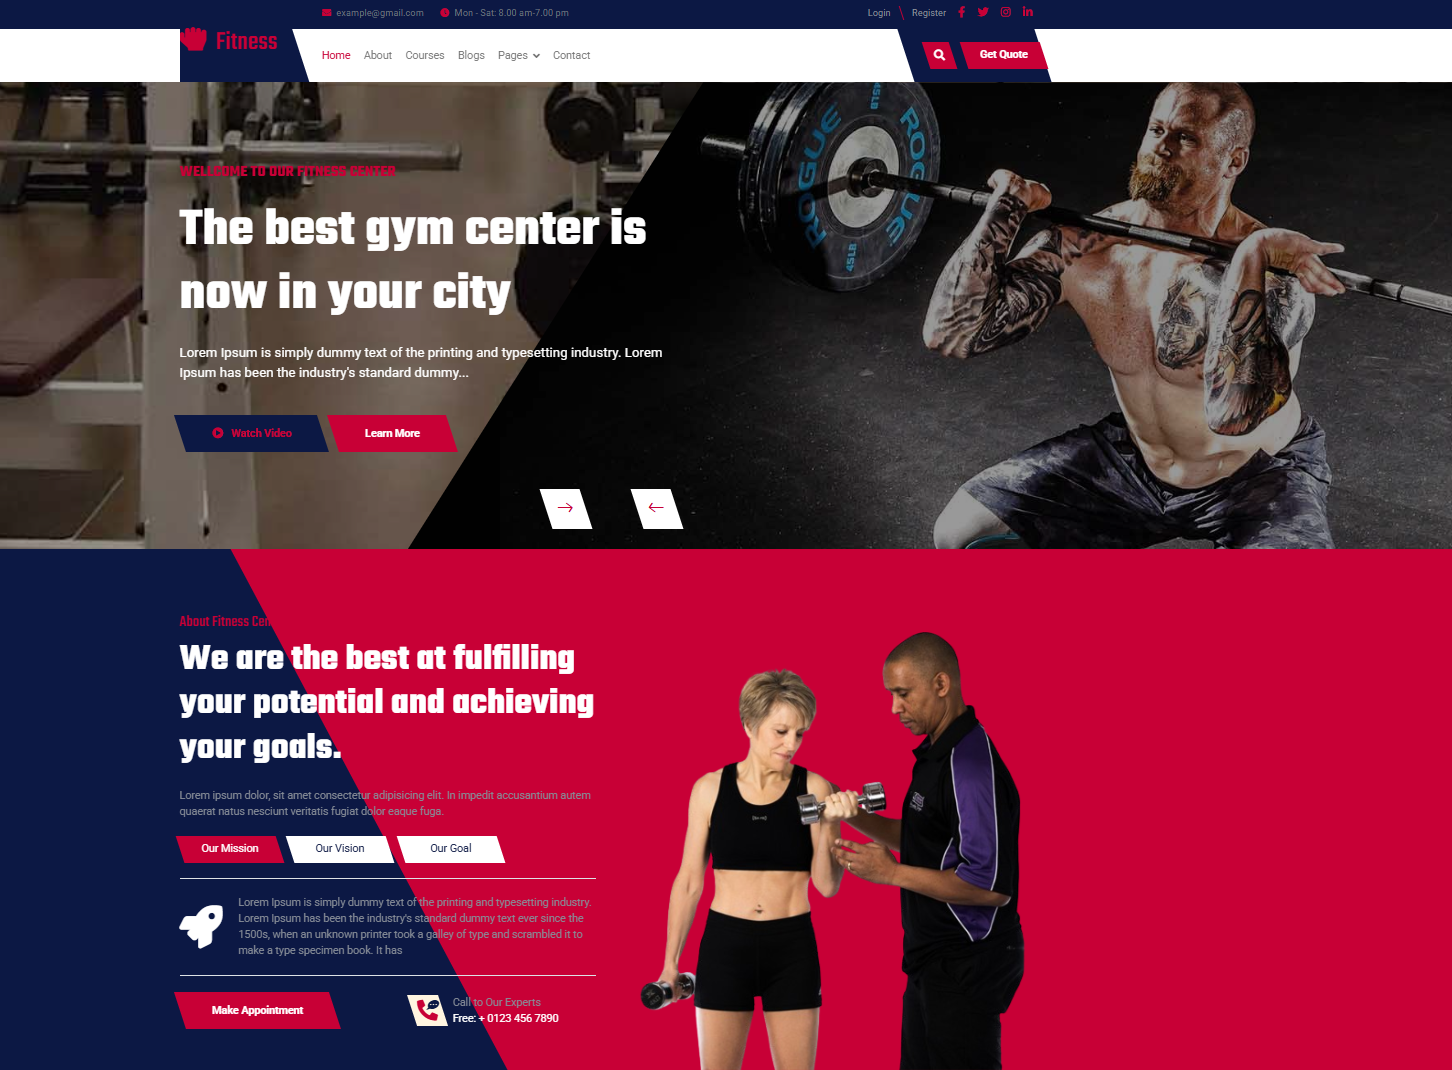 example@gmail.com Mon - Sat: 8.00 am-7.00 pm Login Register
Fitness
Home About Courses Blogs Pages Contact
Get Quote
45LB
ROGUE
ROGUE
45LB
WELLCOME TO OUR FITNESS CENTER
The best gym center is
now in your city
Lorem Ipsum is simply dummy text of the printing and typesetting industry. Lorem
Ipsum has been the industry's standard dummy...
Watch Video
Learn More
About Fitness Cen
We are the best at fulfilling
your potential and achieving
your goals.
Lorem ipsum dolor, sit amet consectetur adipisicing elit. In impedit accusantium autem
quaerat natus nesciunt veritatis fugiat dolor eaque fuga.
Our Mission
Our Vision
Our Goal
Lorem Ipsum is simply dummy text of the printing and typesetting industry.
Lorem Ipsum has been the industry's standard dummy text ever since the
1500s, when an unknown printer took a galley of type and scrambled it to
make a type specimen book. It has
Make Appointment
Call to Our Experts
Free: + 0123 456 7890